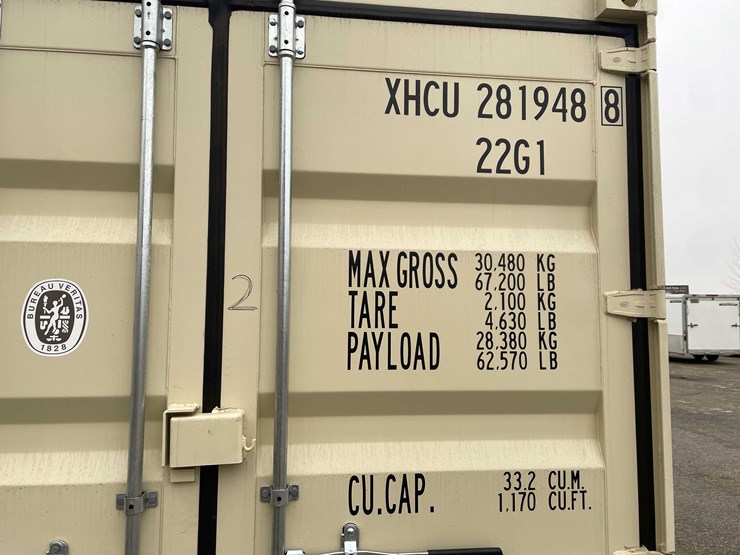 XHCU 281948 8
22G1
MAX GROSS 30,480 KG
67,200 LB
TARE 2,100 KG
4,630 LB
PAYLOAD 28,380 KG
62,570 LB
CU.CAP. 33.2 CU.M.
1,170 CU.FT.
2
BUREAU VERITAS
1828